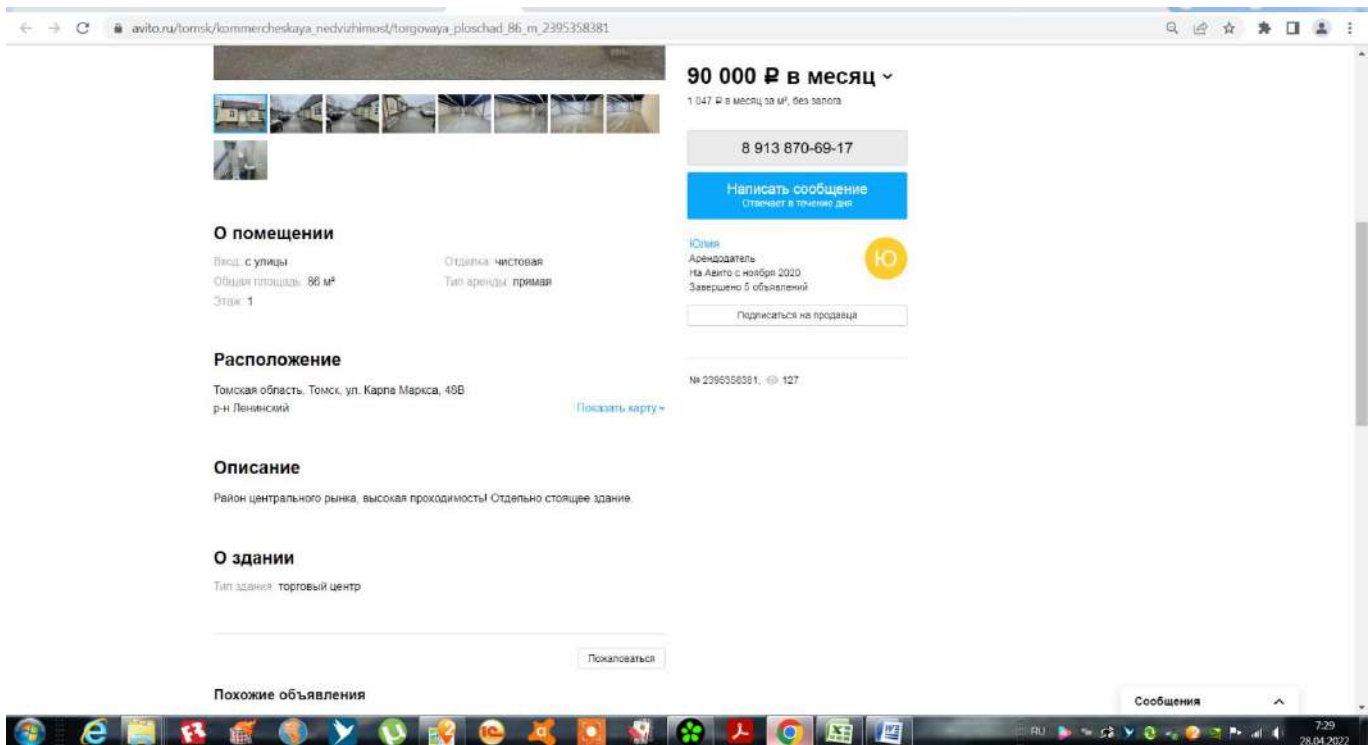 avito.ru/tomsk/kommercheskaya_nedvizhimost/torgovaya_ploschad_86_m_2395358381
90 000 ₽ в месяц
1 047 ₽ в месяц за м², без залога
8 913 870-69-17
Написать сообщение
Отвечает в течение дня
Юлия
Ю
Арендодатель
На Авито с ноября 2020
Завершено 5 объявлений
Подписаться на продавца
№ 2395358381, 127
О помещении
Вход: с улицы
Отделка: чистовая
Общая площадь: 86 м²
Тип аренды: прямая
Этаж: 1
Расположение
Томская область, Томск, ул. Карла Маркса, 48В
р-н Ленинский
Показать карту
Описание
Район центрального рынка, высокая проходимость! Отдельно стоящее здание.
О здании
Тип здания: торговый центр
Пожаловаться
Похожие объявления
Сообщения
RU
7:29
28.04.2022